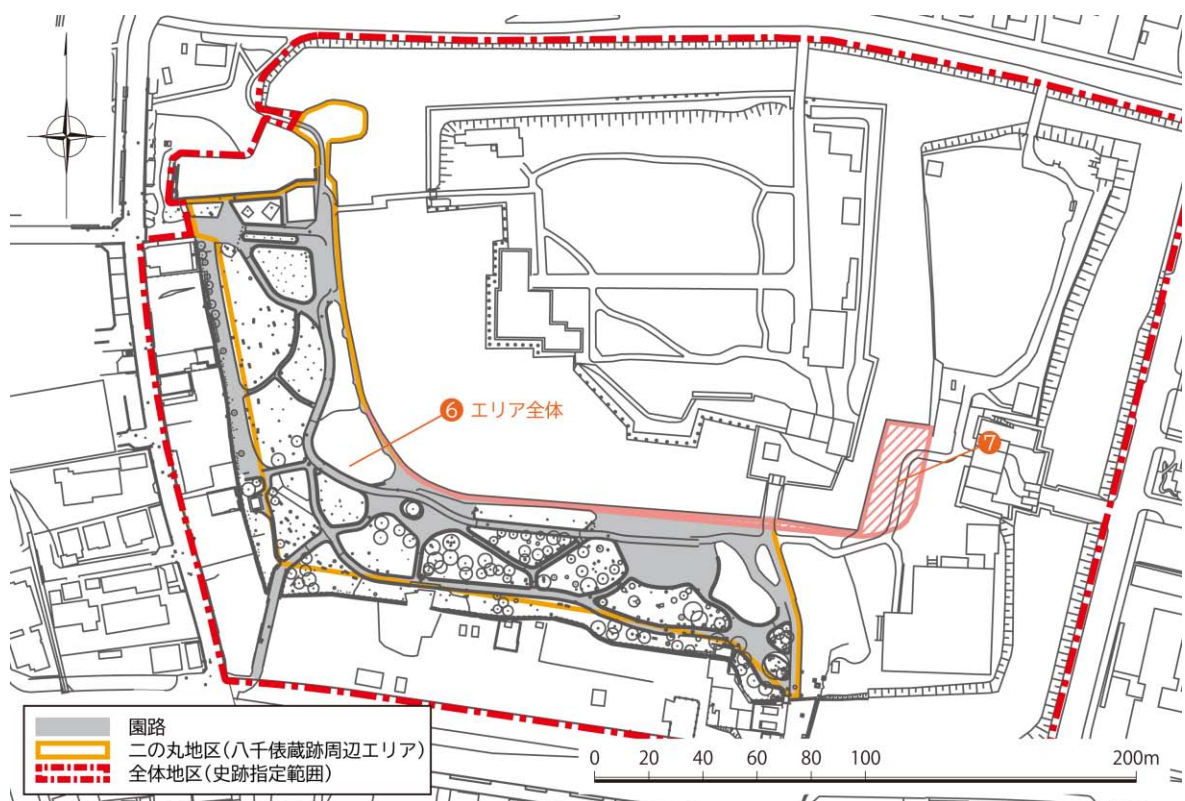 ❻ エリア全体
❼
園路
二の丸地区(八千俵蔵跡周辺エリア)
全体地区(史跡指定範囲)
0 20 40 60 80 100 200m